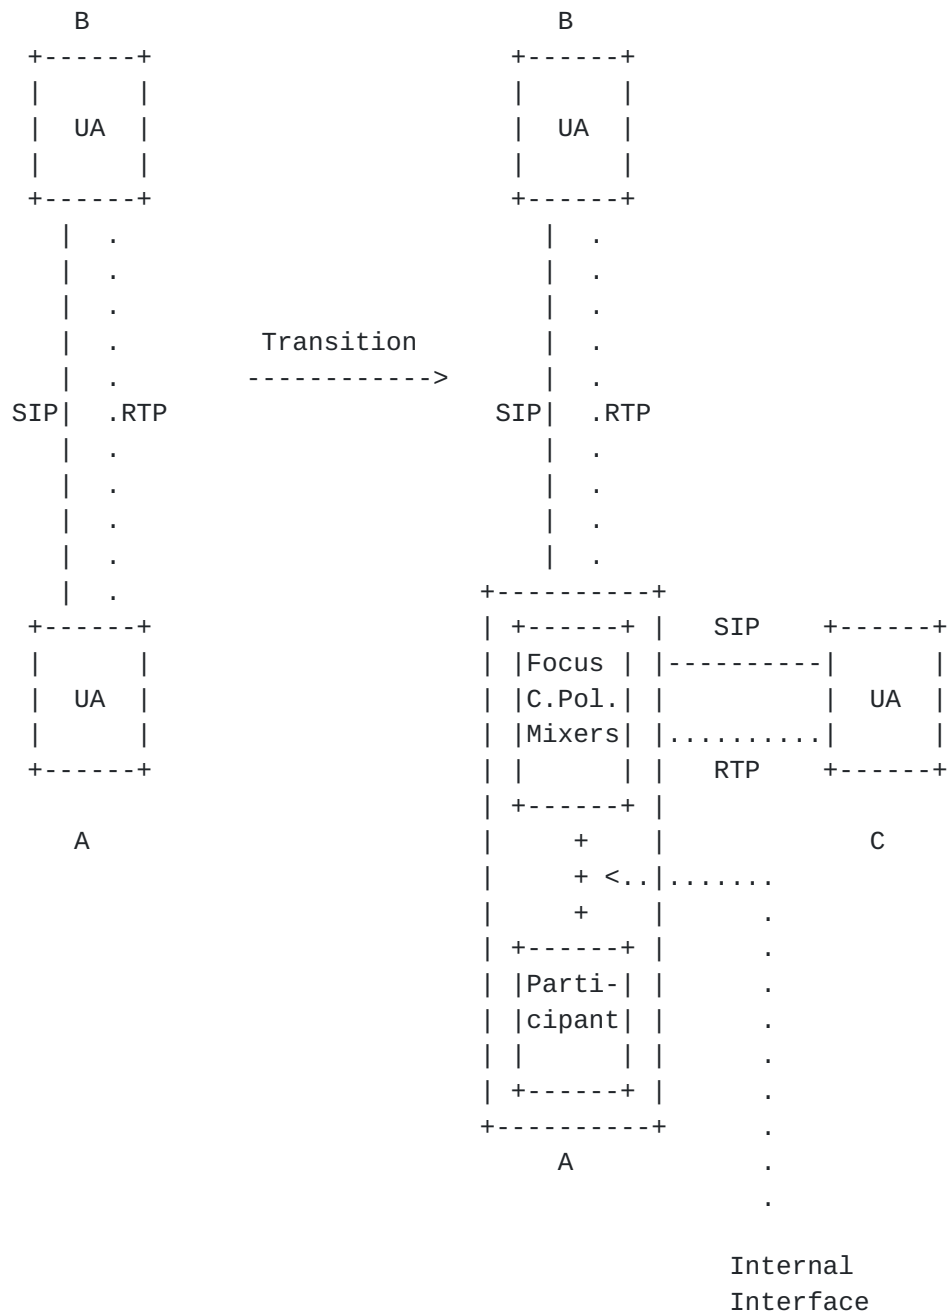 B B
UA UA
Transition
------------>
SIP RTP SIP RTP
SIP
Focus
UA C.Pol. UA
Mixers
RTP
A C
Parti-
cipant
A
Internal
Interface